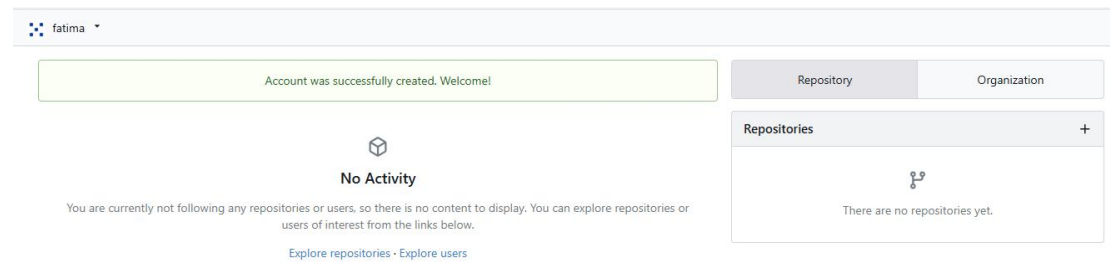 fatima
Account was successfully created. Welcome!
No Activity
You are currently not following any repositories or users, so there is no content to display. You can explore repositories or
users of interest from the links below.
Explore repositories · Explore users
Repository Organization
Repositories +
There are no repositories yet.